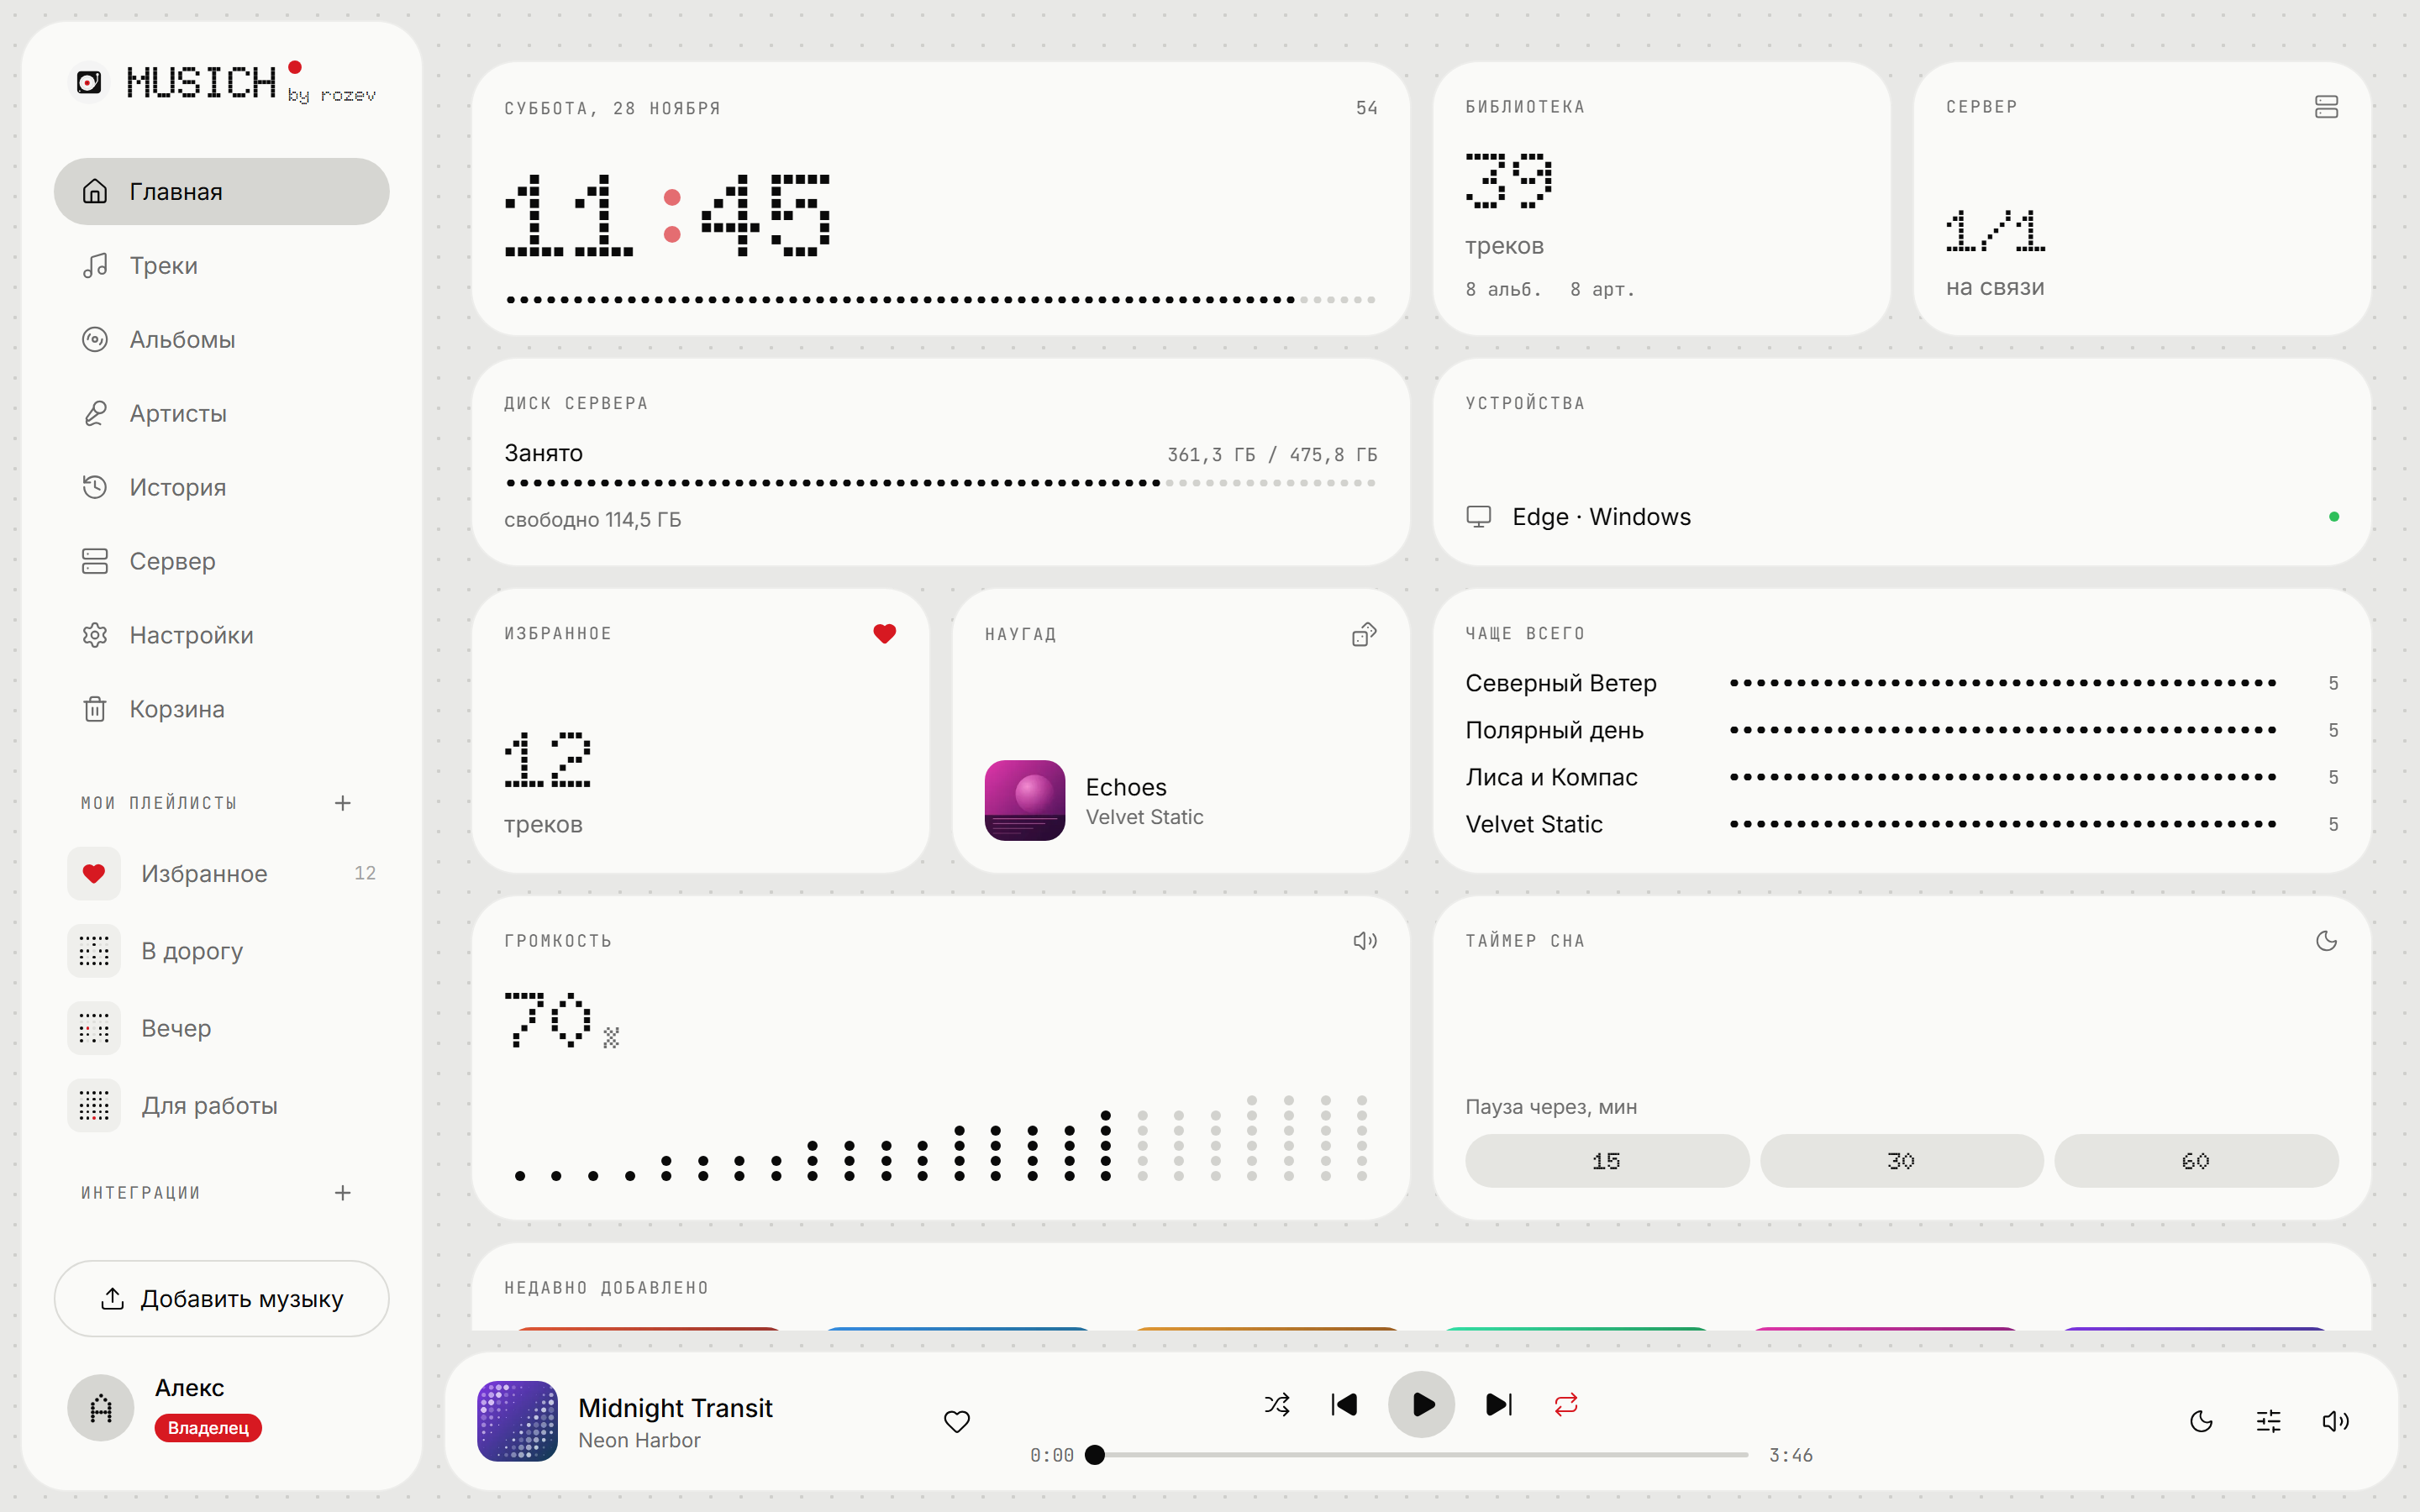 MUSICH by rozev
Главная
Треки
Альбомы
Артисты
История
Сервер
Настройки
Корзина
МОИ ПЛЕЙЛИСТЫ
Избранное 12
В дорогу
Вечер
Для работы
ИНТЕГРАЦИИ
Добавить музыку
А
Алекс
Владелец
СУББОТА, 28 НОЯБРЯ 54
11:45
БИБЛИОТЕКА
39
треков
8 альб. 8 арт.
СЕРВЕР
1/1
на связи
ДИСК СЕРВЕРА
Занято 361,3 ГБ / 475,8 ГБ
свободно 114,5 ГБ
УСТРОЙСТВА
Edge · Windows
ИЗБРАННОЕ
12
треков
НАУГАД
Echoes
Velvet Static
ЧАЩЕ ВСЕГО
Северный Ветер 5
Полярный день 5
Лиса и Компас 5
Velvet Static 5
ГРОМКОСТЬ
70%
ТАЙМЕР СНА
Пауза через, мин
15 30 60
НЕДАВНО ДОБАВЛЕНО
Midnight Transit
Neon Harbor
0:00 3:46